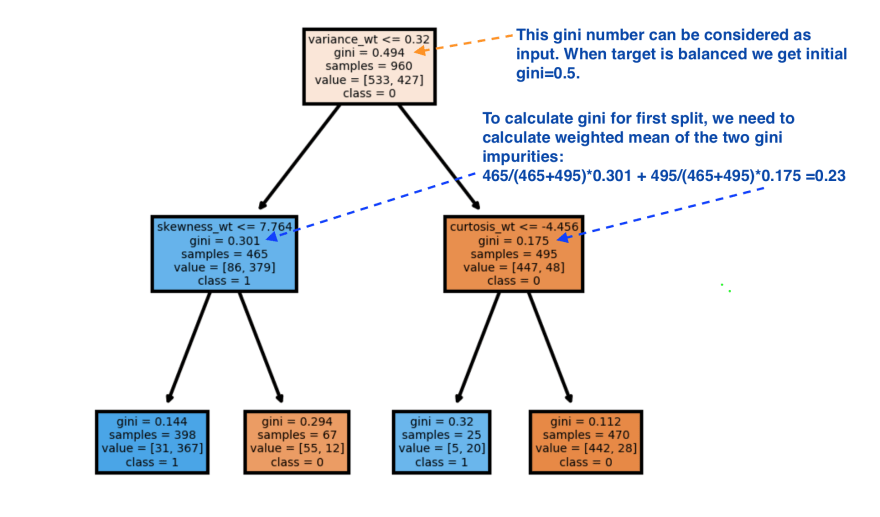 variance_wt <= 0.32
gini = 0.494
samples = 960
value = [533, 427]
class = 0
This gini number can be considered as
input. When target is balanced we get initial
gini=0.5.
To calculate gini for first split, we need to
calculate weighted mean of the two gini
impurities:
465/(465+495)*0.301 + 495/(465+495)*0.175 =0.23
skewness_wt <= 7.764
gini = 0.301
samples = 465
value = [86, 379]
class = 1
curtosis_wt <= -4.456
gini = 0.175
samples = 495
value = [447, 48]
class = 0
gini = 0.144
samples = 398
value = [31, 367]
class = 1
gini = 0.294
samples = 67
value = [55, 12]
class = 0
gini = 0.32
samples = 25
value = [5, 20]
class = 1
gini = 0.112
samples = 470
value = [442, 28]
class = 0